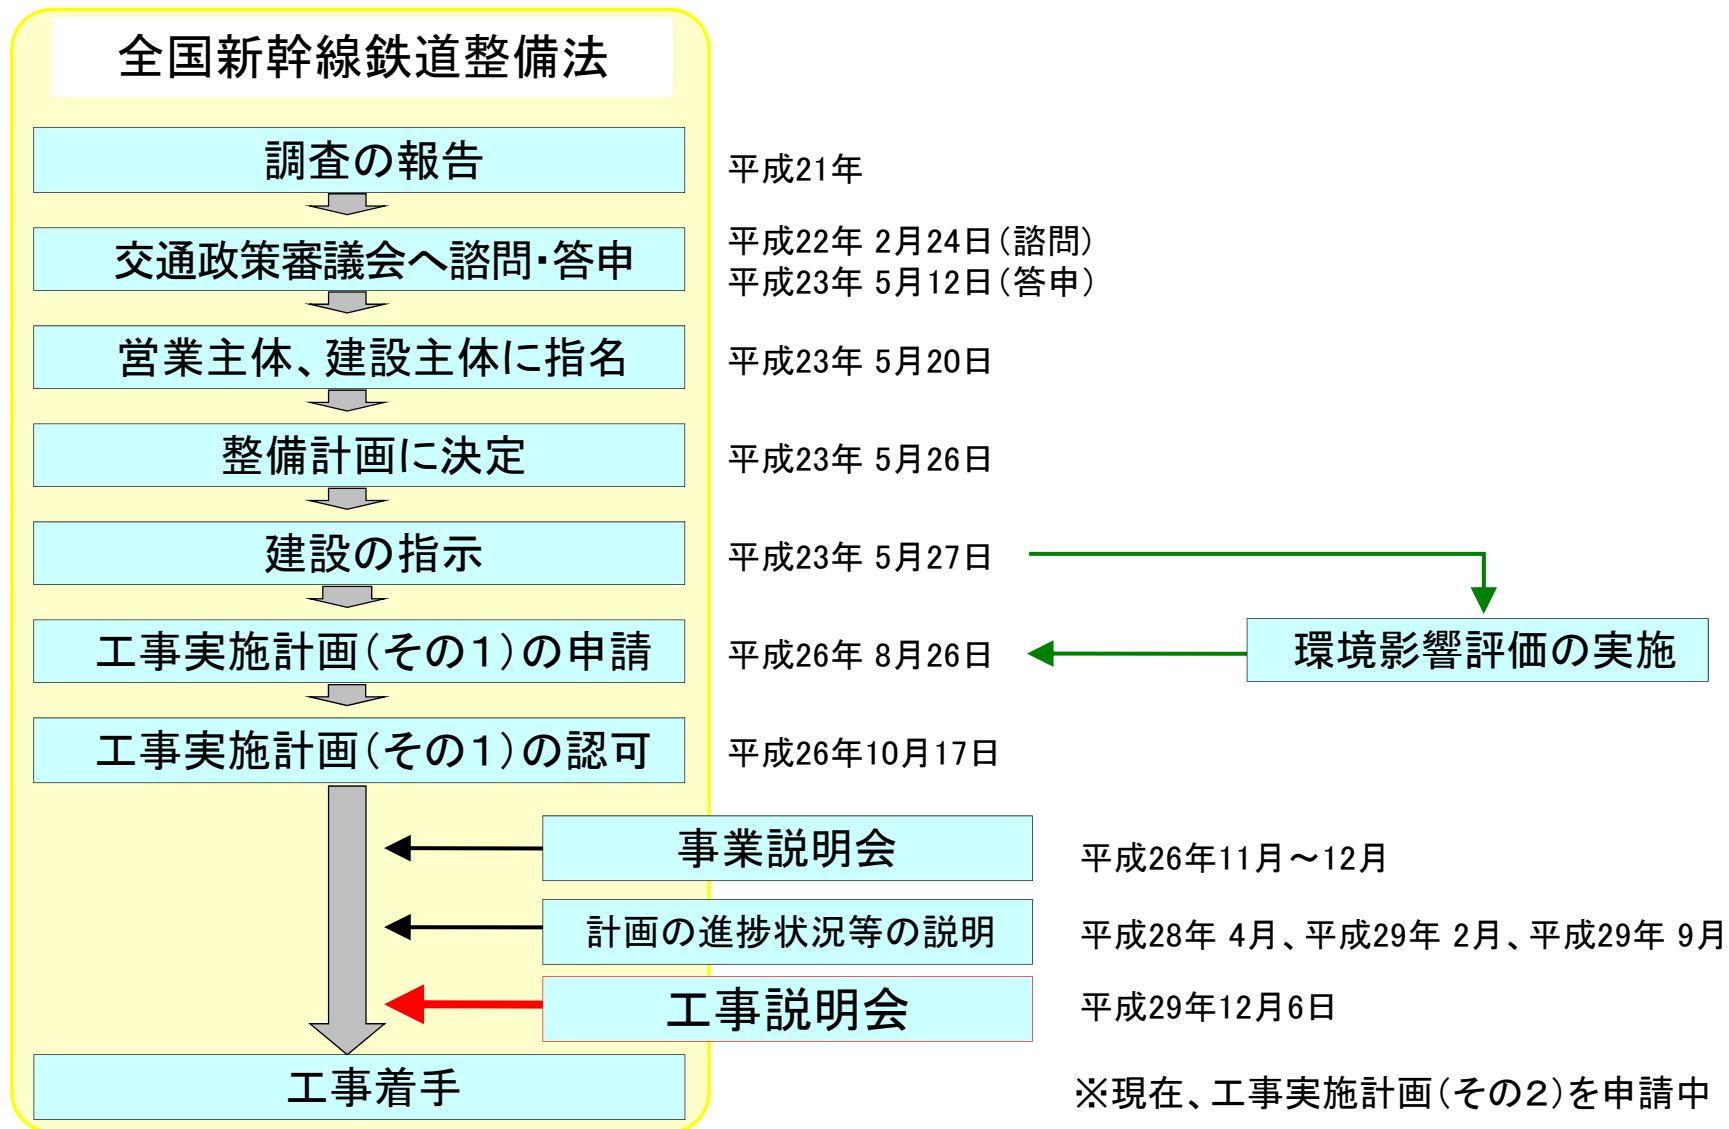 全国新幹線鉄道整備法
調査の報告
平成21年
交通政策審議会へ諮問・答申
平成22年 2月24日(諮問)
平成23年 5月12日(答申)
営業主体、建設主体に指名
平成23年 5月20日
整備計画に決定
平成23年 5月26日
建設の指示
平成23年 5月27日
工事実施計画(その1)の申請
平成26年 8月26日
環境影響評価の実施
工事実施計画(その1)の認可
平成26年10月17日
事業説明会
平成26年11月~12月
計画の進捗状況等の説明
平成28年 4月、平成29年 2月、平成29年 9月
工事説明会
平成29年12月6日
工事着手
※現在、工事実施計画(その2)を申請中